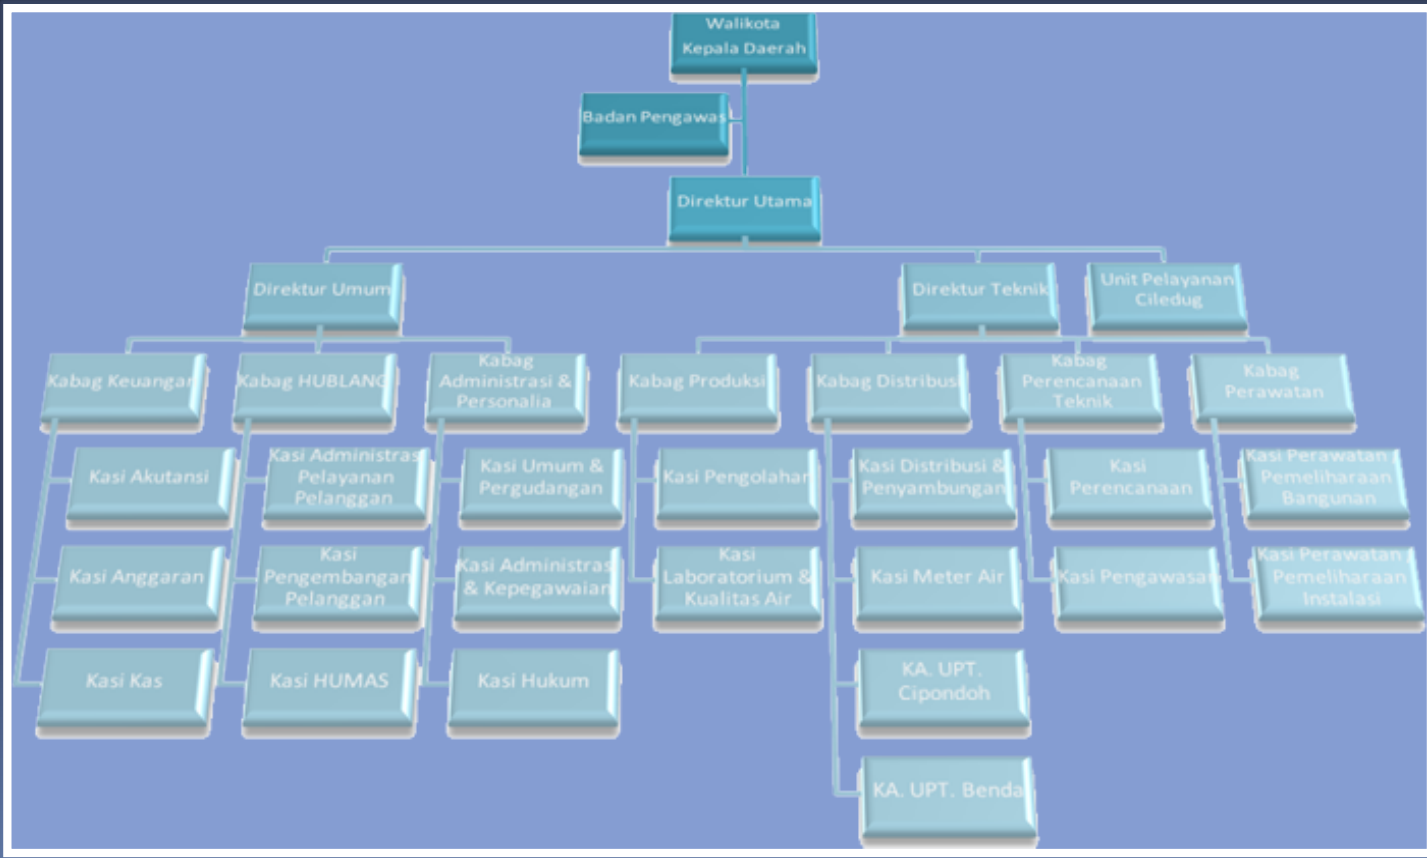 Walikota
Kepala Daerah
Badan Pengawas
Direktur Utama
Direktur Umum
Direktur Teknik
Unit Pelayanan
Ciledug
Kabag Keuangan
Kabag HUBLANG
Kabag
Administrasi &
Personalia
Kabag Produksi
Kabag Distribusi
Kabag
Perencanaan
Teknik
Kabag
Perawatan
Kasi Akutansi
Kasi Administras
Pelayanan
Pelanggan
Kasi Umum &
Pergudangan
Kasi Pengolahan
Kasi Distribusi &
Penyambungan
Kasi
Perencanaan
Kasi Perawatan /
Pemeliharaan
Bangunan
Kasi Anggaran
Kasi
Pengembangan
Pelanggan
Kasi Administras
& Kepegawaian
Kasi
Laboratorium &
Kualitas Air
Kasi Meter Air
Kasi Pengawasan
Kasi Perawatan /
Pemeliharaan
Instalasi
Kasi Kas
Kasi HUMAS
Kasi Hukum
KA. UPT.
Cipondoh
KA. UPT. Benda